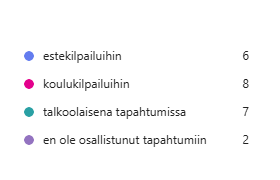 estekilpailuihin 6
koulukilpailuihin 8
talkoolaisena tapahtumissa 7
en ole osallistunut tapahtumiin 2